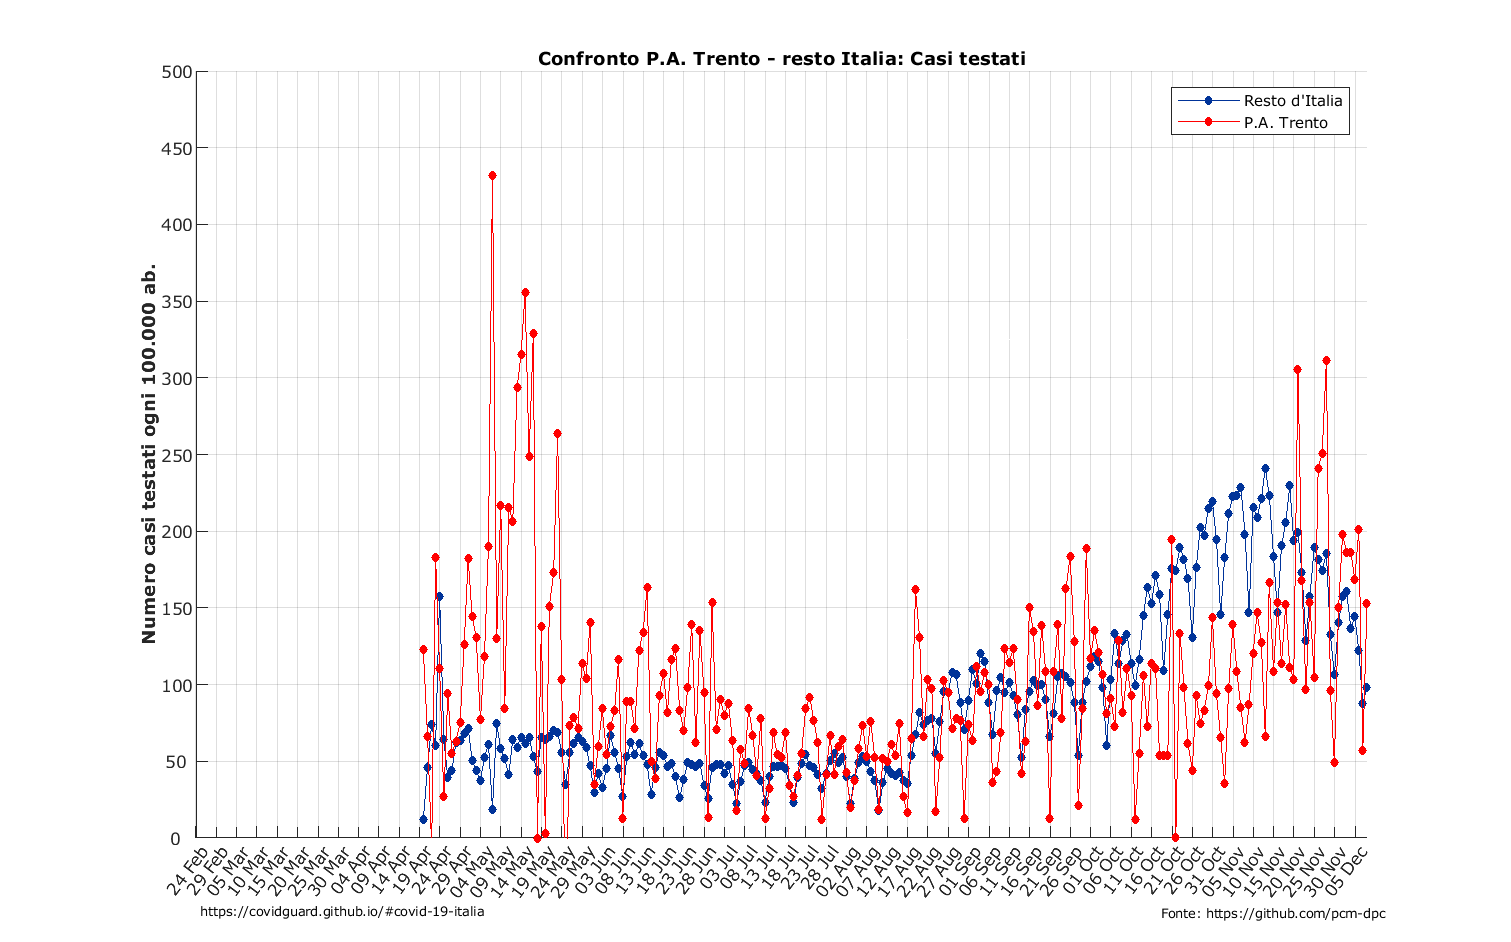 Confronto P.A. Trento - resto Italia: Casi testati
Resto d'Italia
P.A. Trento
Numero casi testati ogni 100.000 ab.
500
450
400
350
300
250
200
150
100
50
0
24 Feb
29 Feb
05 Mar
10 Mar
15 Mar
20 Mar
25 Mar
30 Mar
04 Apr
09 Apr
14 Apr
19 Apr
24 Apr
29 Apr
04 May
09 May
14 May
19 May
24 May
29 May
03 Jun
08 Jun
13 Jun
18 Jun
23 Jun
28 Jun
03 Jul
08 Jul
13 Jul
18 Jul
23 Jul
28 Jul
02 Aug
07 Aug
12 Aug
17 Aug
22 Aug
27 Aug
01 Sep
06 Sep
11 Sep
16 Sep
21 Sep
26 Sep
01 Oct
06 Oct
11 Oct
16 Oct
21 Oct
26 Oct
31 Oct
05 Nov
10 Nov
15 Nov
20 Nov
25 Nov
30 Nov
05 Dec
https://covidguard.github.io/#covid-19-italia
Fonte: https://github.com/pcm-dpc